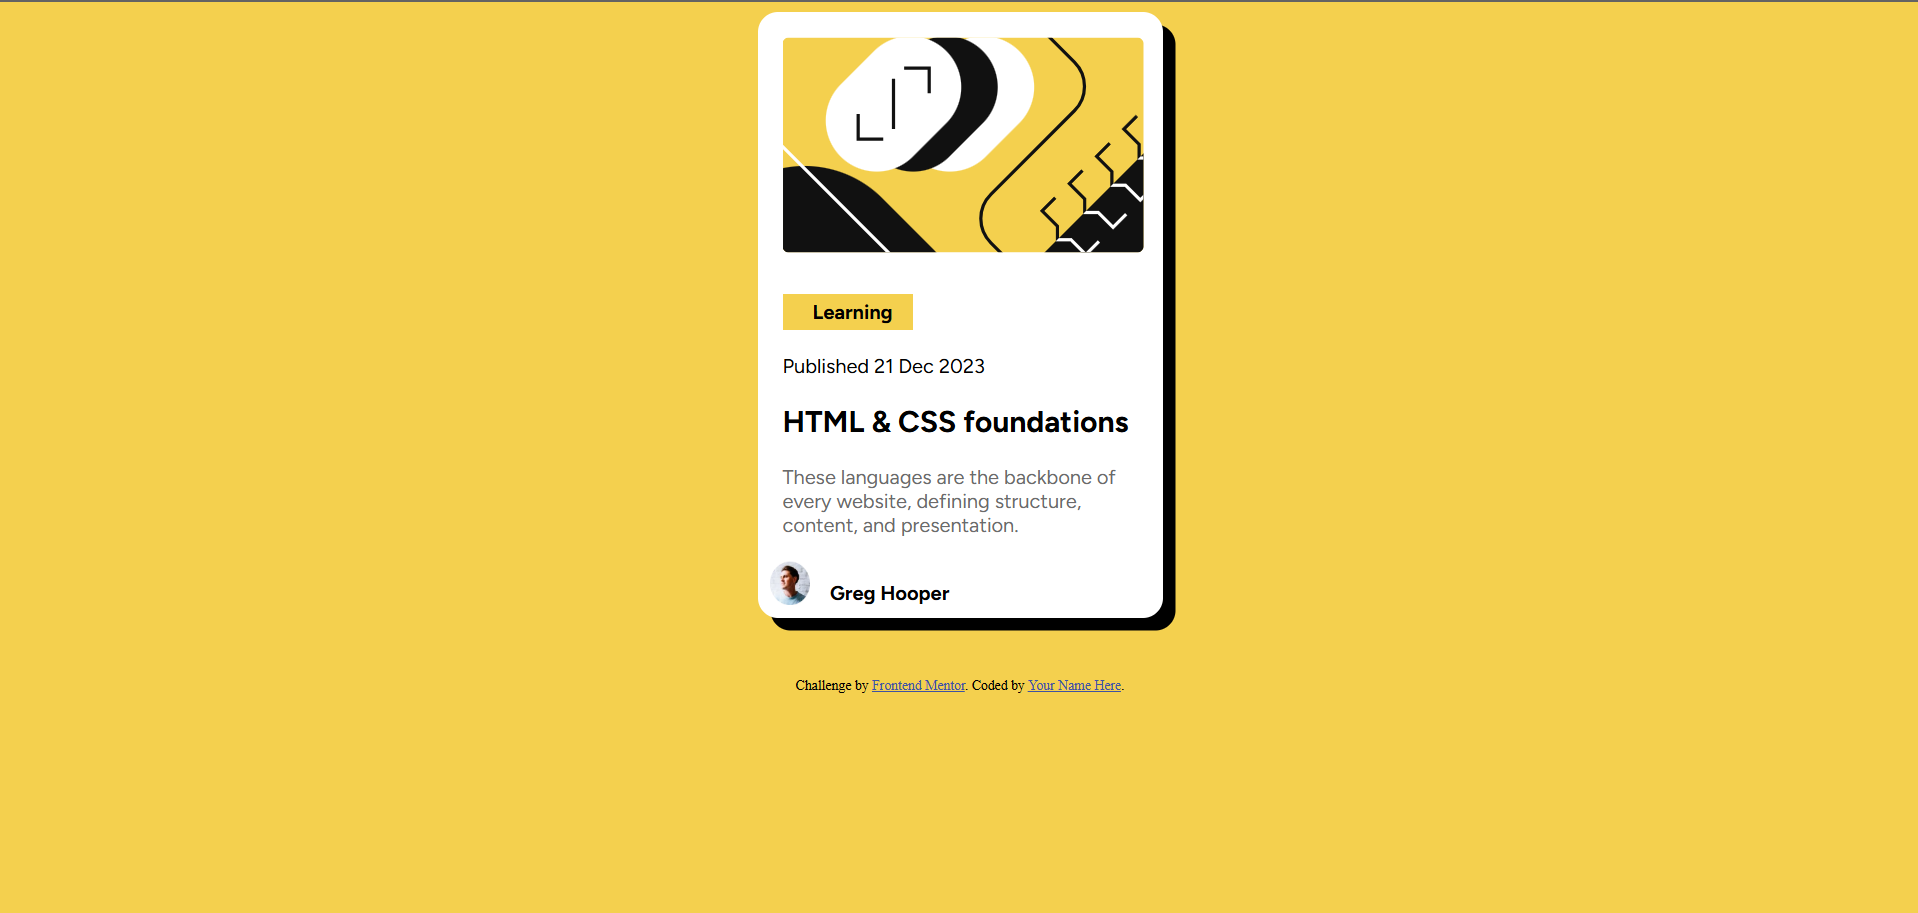 Learning
Published 21 Dec 2023
HTML & CSS foundations
These languages are the backbone of
every website, defining structure,
content, and presentation.
Greg Hooper
Challenge by Frontend Mentor. Coded by Your Name Here.